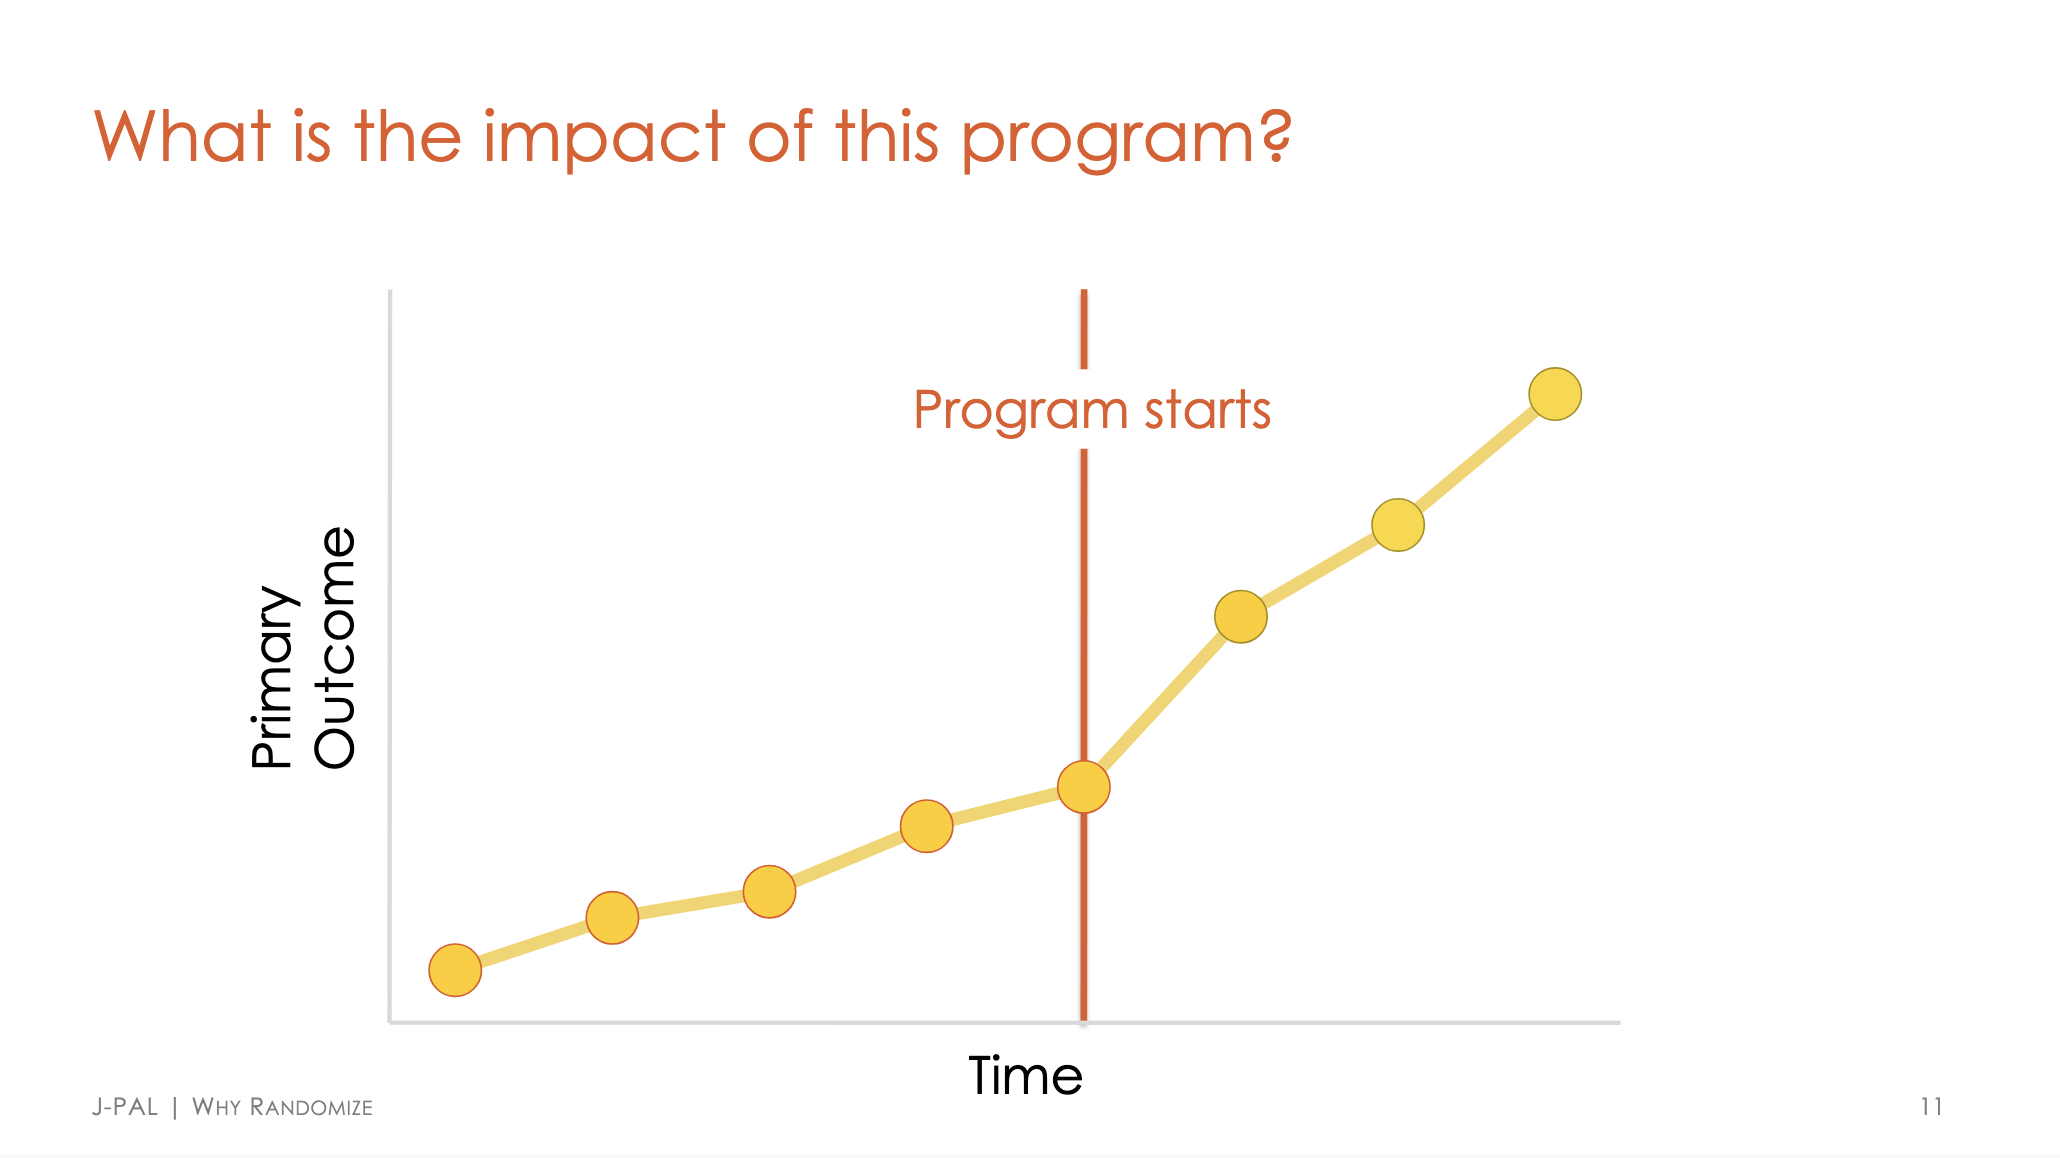 What is the impact of this program?
Program starts
Primary
Outcome
Time
J-PAL | Why Randomize
11